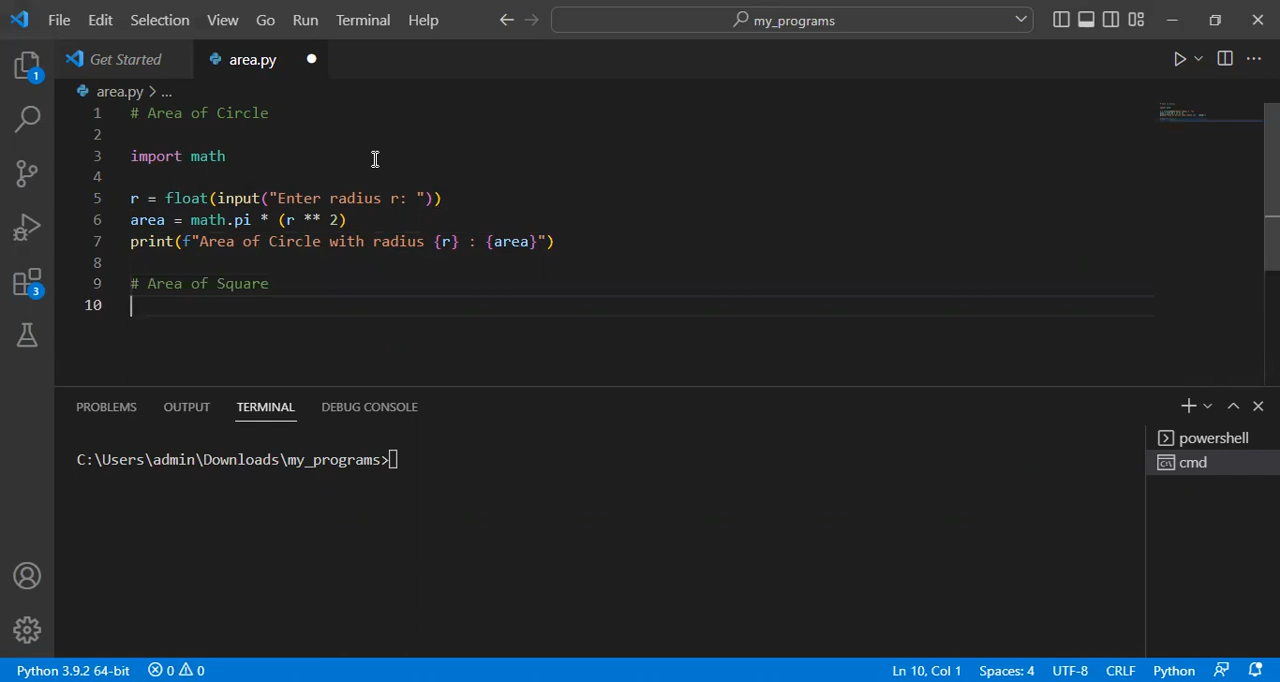 File Edit Selection View Go Run Terminal Help my_programs
Get Started area.py
area.py > ...
1 # Area of Circle
2
3 import math
4
5 r = float(input("Enter radius r: "))
6 area = math.pi * (r ** 2)
7 print(f"Area of Circle with radius {r} : {area}")
8
9 # Area of Square
10
PROBLEMS OUTPUT TERMINAL DEBUG CONSOLE
C:\Users\admin\Downloads\my_programs>
powershell
cmd
1
3
Python 3.9.2 64-bit 0 0 Ln 10, Col 1 Spaces: 4 UTF-8 CRLF Python